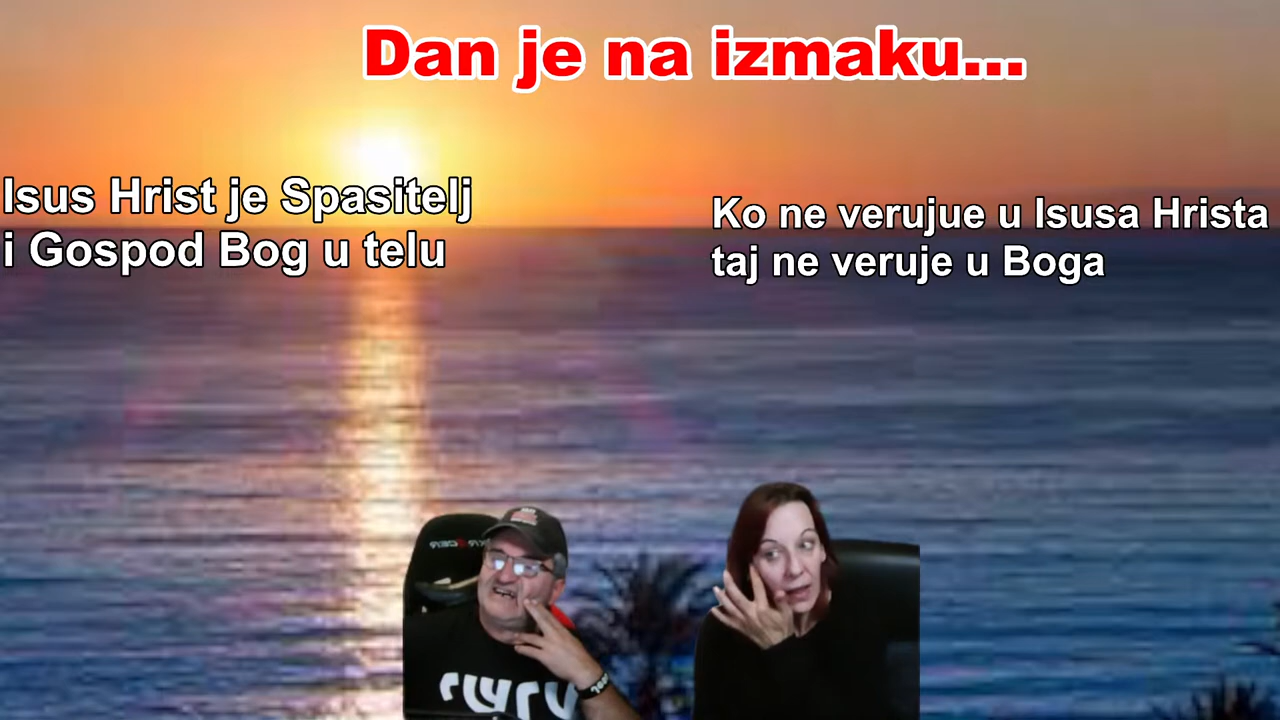 Dan je na izmaku...
Isus Hrist je Spasitelj
i Gospod Bog u telu
Ko ne verujue u Isusa Hrista
taj ne veruje u Boga